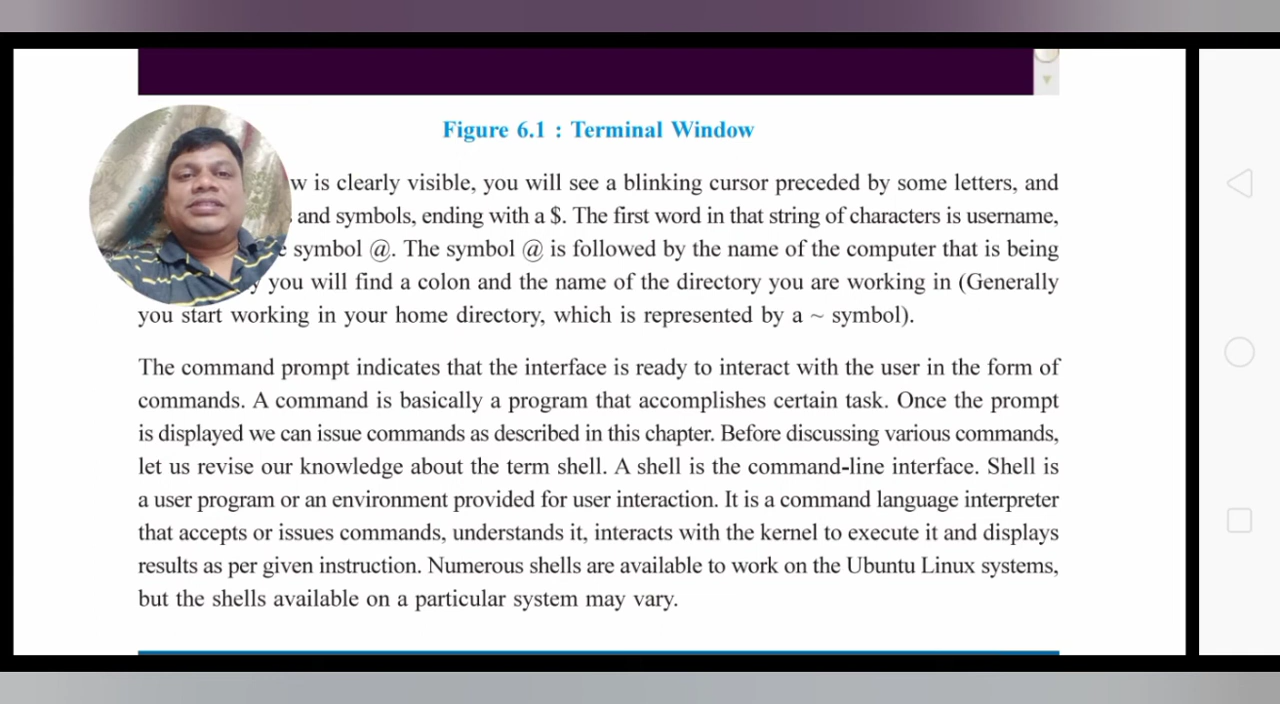 Figure 6.1 : Terminal Window
w is clearly visible, you will see a blinking cursor preceded by some letters, and
and symbols, ending with a $. The first word in that string of characters is username,
symbol @. The symbol @ is followed by the name of the computer that is being
y you will find a colon and the name of the directory you are working in (Generally
you start working in your home directory, which is represented by a ~ symbol).
The command prompt indicates that the interface is ready to interact with the user in the form of
commands. A command is basically a program that accomplishes certain task. Once the prompt
is displayed we can issue commands as described in this chapter. Before discussing various commands,
let us revise our knowledge about the term shell. A shell is the command-line interface. Shell is
a user program or an environment provided for user interaction. It is a command language interpreter
that accepts or issues commands, understands it, interacts with the kernel to execute it and displays
results as per given instruction. Numerous shells are available to work on the Ubuntu Linux systems,
but the shells available on a particular system may vary.